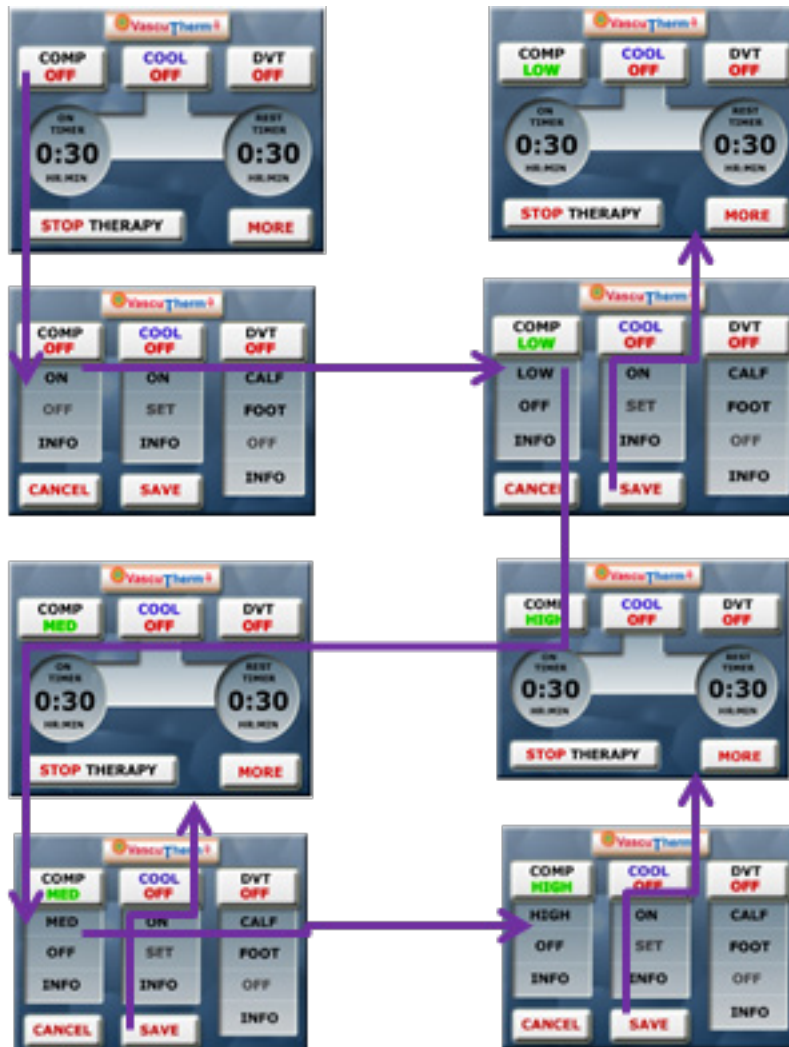 VascuTherm4
COMP COOL DVT
OFF OFF OFF
ON TIMER REST TIMER
0:30 0:30
HR:MIN HR:MIN
STOP THERAPY MORE
VascuTherm4
COMP COOL DVT
LOW OFF OFF
ON TIMER REST TIMER
0:30 0:30
HR:MIN HR:MIN
STOP THERAPY MORE
VascuTherm4
COMP COOL DVT
OFF OFF OFF
ON ON CALF
OFF SET FOOT
INFO INFO OFF
INFO
CANCEL SAVE
VascuTherm4
COMP COOL DVT
LOW OFF OFF
LOW ON CALF
OFF SET FOOT
INFO INFO OFF
INFO
CANCEL SAVE
VascuTherm4
COMP COOL DVT
MED OFF OFF
ON TIMER REST TIMER
0:30 0:30
HR:MIN HR:MIN
STOP THERAPY MORE
VascuTherm4
COMP COOL DVT
HIGH OFF OFF
ON TIMER REST TIMER
0:30 0:30
HR:MIN HR:MIN
STOP THERAPY MORE
VascuTherm4
COMP COOL DVT
MED OFF OFF
MED ON CALF
OFF SET FOOT
INFO INFO OFF
INFO
CANCEL SAVE
VascuTherm4
COMP COOL DVT
HIGH OFF OFF
HIGH ON CALF
OFF SET FOOT
INFO INFO OFF
INFO
CANCEL SAVE